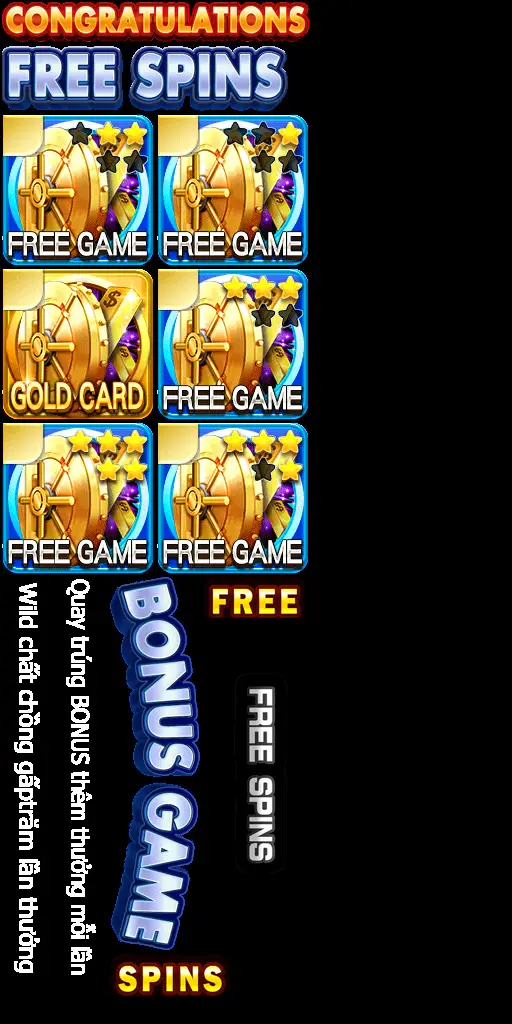 CONGRATULATIONS
FREE SPINS
FREE GAME
FREE GAME
GOLD CARD
FREE GAME
FREE GAME
FREE GAME
FREE
BONUS GAME
Quay trúng BONUS thêm thưởng mỗi lần
Wild chất chồng gấptrăm lần thưởng
FREE SPINS
SPINS